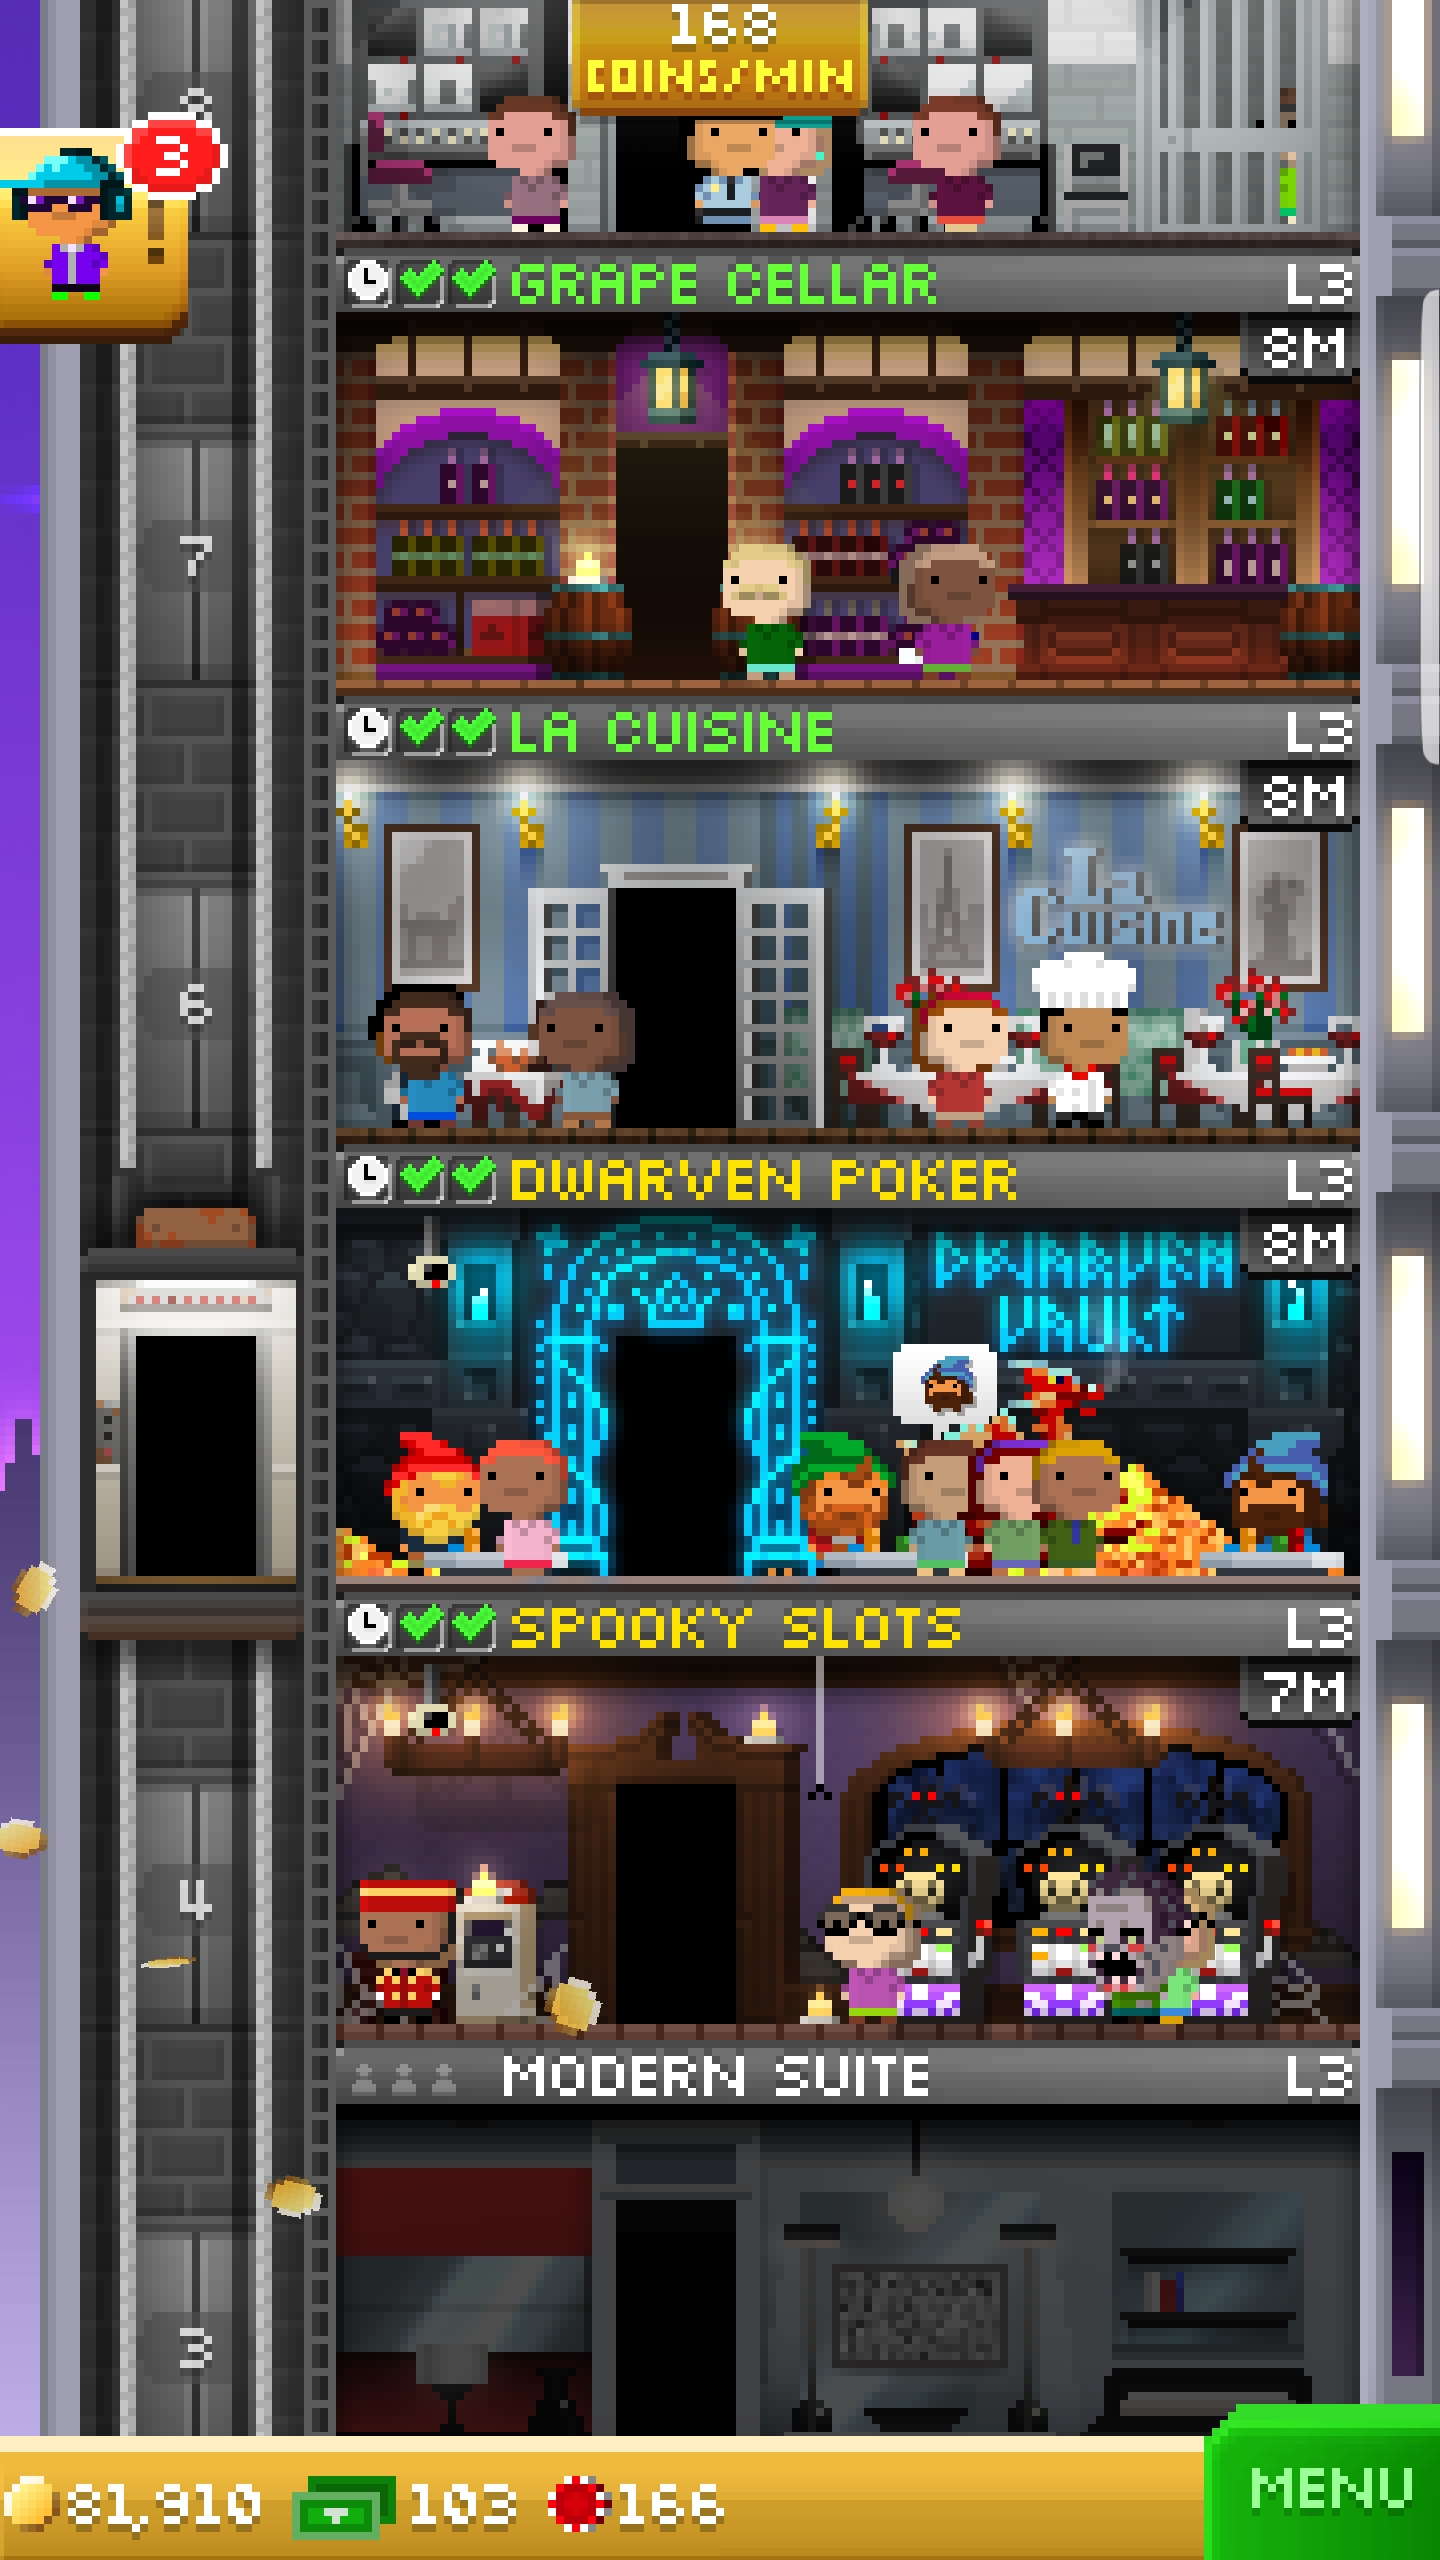 168
COINS/MIN
3
GRAPE CELLAR L3
8M
7
LA CUISINE L3
8M
La
Cuisine
6
DWARVEN POKER L3
8M
DWARVEN
VAULT
SPOOKY SLOTS L3
7M
4
MODERN SUITE L3
3
81,910 103 166 MENU